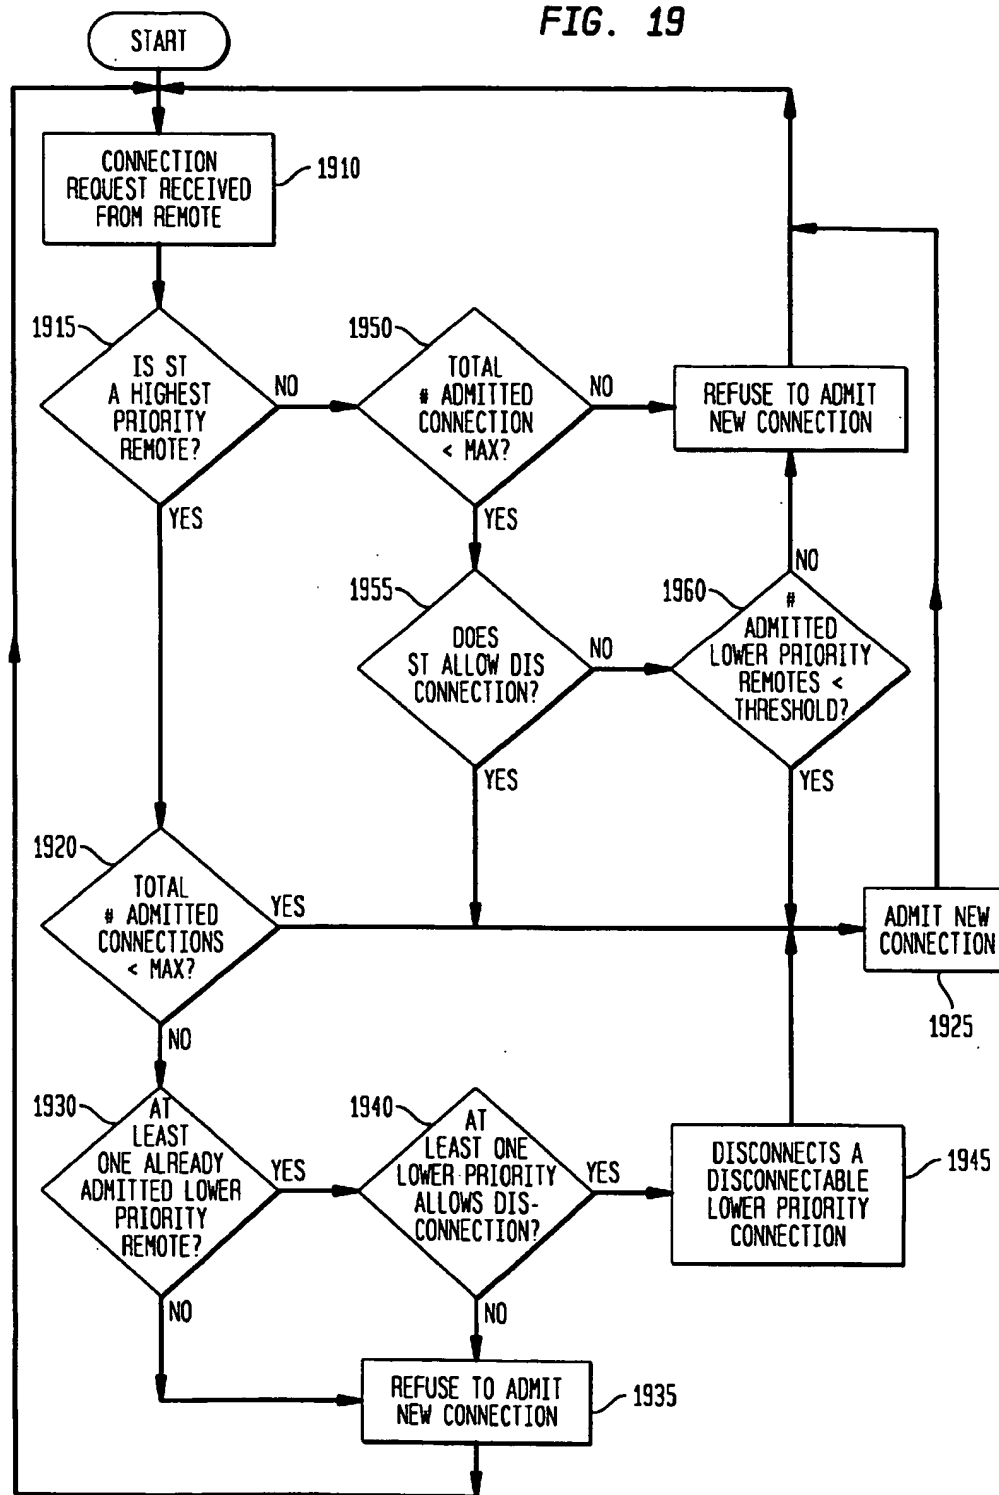 FIG. 19
START
CONNECTION
REQUEST RECEIVED
FROM REMOTE
1910
1915
IS ST
A HIGHEST
PRIORITY
REMOTE?
NO
YES
1950
TOTAL
# ADMITTED
CONNECTION
< MAX?
NO
YES
REFUSE TO ADMIT
NEW CONNECTION
1955
DOES
ST ALLOW DIS
CONNECTION?
NO
YES
1960
NO
#
ADMITTED
LOWER PRIORITY
REMOTES <
THRESHOLD?
YES
1920
TOTAL
# ADMITTED
CONNECTIONS
< MAX?
YES
NO
ADMIT NEW
CONNECTION
1925
1930
AT
LEAST
ONE ALREADY
ADMITTED LOWER
PRIORITY
REMOTE?
YES
NO
1940
AT
LEAST ONE
LOWER PRIORITY
ALLOWS DIS-
CONNECTION?
YES
NO
DISCONNECTS A
DISCONNECTABLE
LOWER PRIORITY
CONNECTION
1945
REFUSE TO ADMIT
NEW CONNECTION
1935